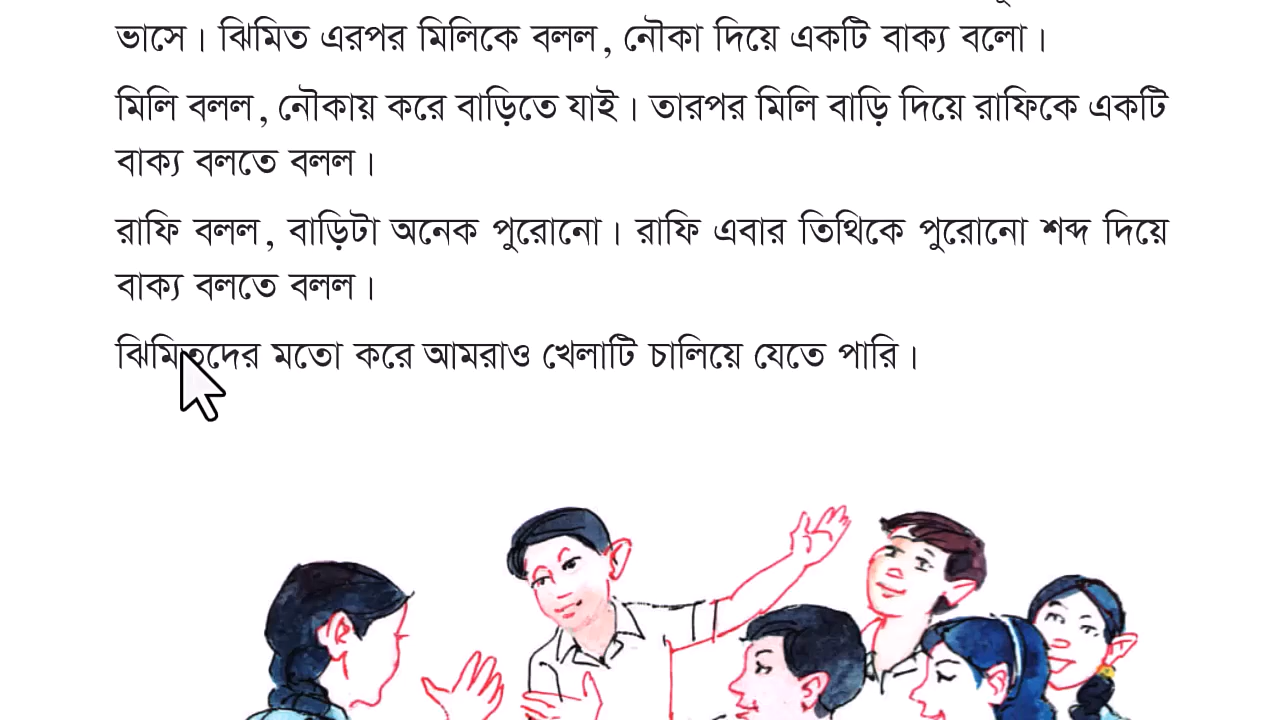 ভাসে। ঝিমিত এরপর মিলিকে বলল, নৌকা দিয়ে একটি বাক্য বলো।
মিলি বলল, নৌকায় করে বাড়িতে যাই। তারপর মিলি বাড়ি দিয়ে রাফিকে একটি
বাক্য বলতে বলল।
রাফি বলল, বাড়িটা অনেক পুরোনো। রাফি এবার তিথিকে পুরোনো শব্দ দিয়ে
বাক্য বলতে বলল।
ঝিমিতদের মতো করে আমরাও খেলাটি চালিয়ে যেতে পারি।